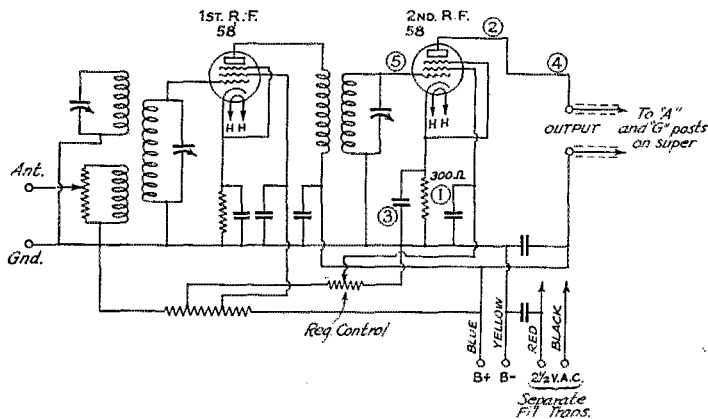 1ST. R.F.
58
2ND. R.F.
58
②
⑤
④
H H
H H
OUTPUT
To "A"
and "G" posts
on super
Ant.
300Ω
①
③
Gnd.
Reg. Control
BLUE
YELLOW
RED
BLACK
B+ B- 2½V.A.C.
Separate
Fil Trans.